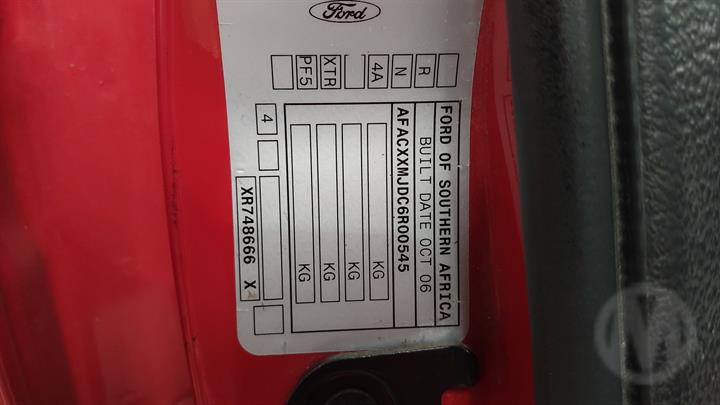 Ford
R
N
4A
XTR
PF5
FORD OF SOUTHERN AFRICA
BUILT DATE OCT 06
AFACXXMJDC6R00545
KG
KG
KG
KG
4
XR748666 X